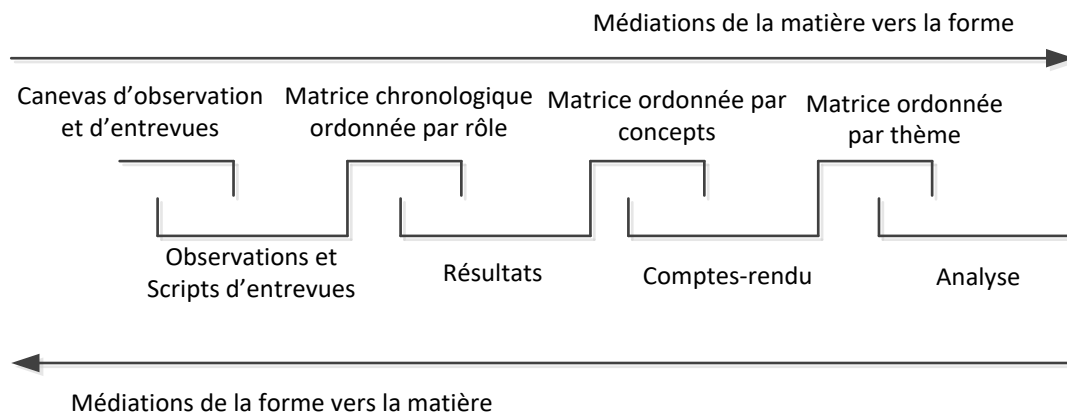 Médiations de la matière vers la forme
Canevas d'observation
et d'entrevues
Matrice chronologique
ordonnée par rôle
Matrice ordonnée par
concepts
Matrice ordonnée
par thème
Observations et
Scripts d'entrevues
Résultats
Comptes-rendu
Analyse
Médiations de la forme vers la matière